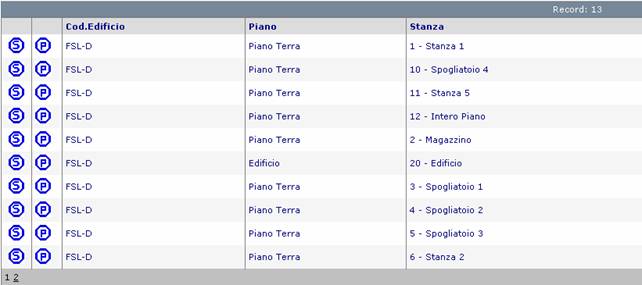 Record: 13
Cod.Edificio Piano Stanza
S P FSL-D Piano Terra 1 - Stanza 1
S P FSL-D Piano Terra 10 - Spogliatoio 4
S P FSL-D Piano Terra 11 - Stanza 5
S P FSL-D Piano Terra 12 - Intero Piano
S P FSL-D Piano Terra 2 - Magazzino
S P FSL-D Edificio 20 - Edificio
S P FSL-D Piano Terra 3 - Spogliatoio 1
S P FSL-D Piano Terra 4 - Spogliatoio 2
S P FSL-D Piano Terra 5 - Spogliatoio 3
S P FSL-D Piano Terra 6 - Stanza 2
1 2